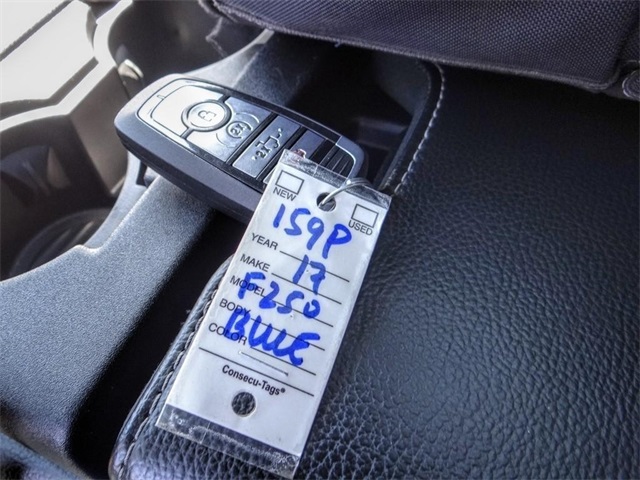 NEW USED
159P
YEAR 17
MAKE
MODEL F250
BODY
COLOR BLUE
Consecu-Tags®